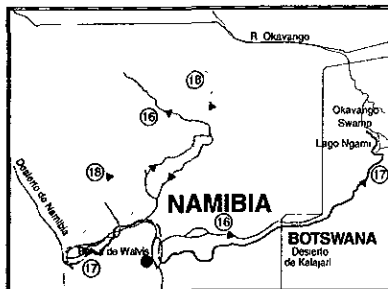 R. Okavango
18
16
Okavango
Swamp
Lago Ngami
18
17
Desierto de Namibia
NAMIBIA
16
BOTSWANA
Desierto
de Kalajari
de Walvis
17